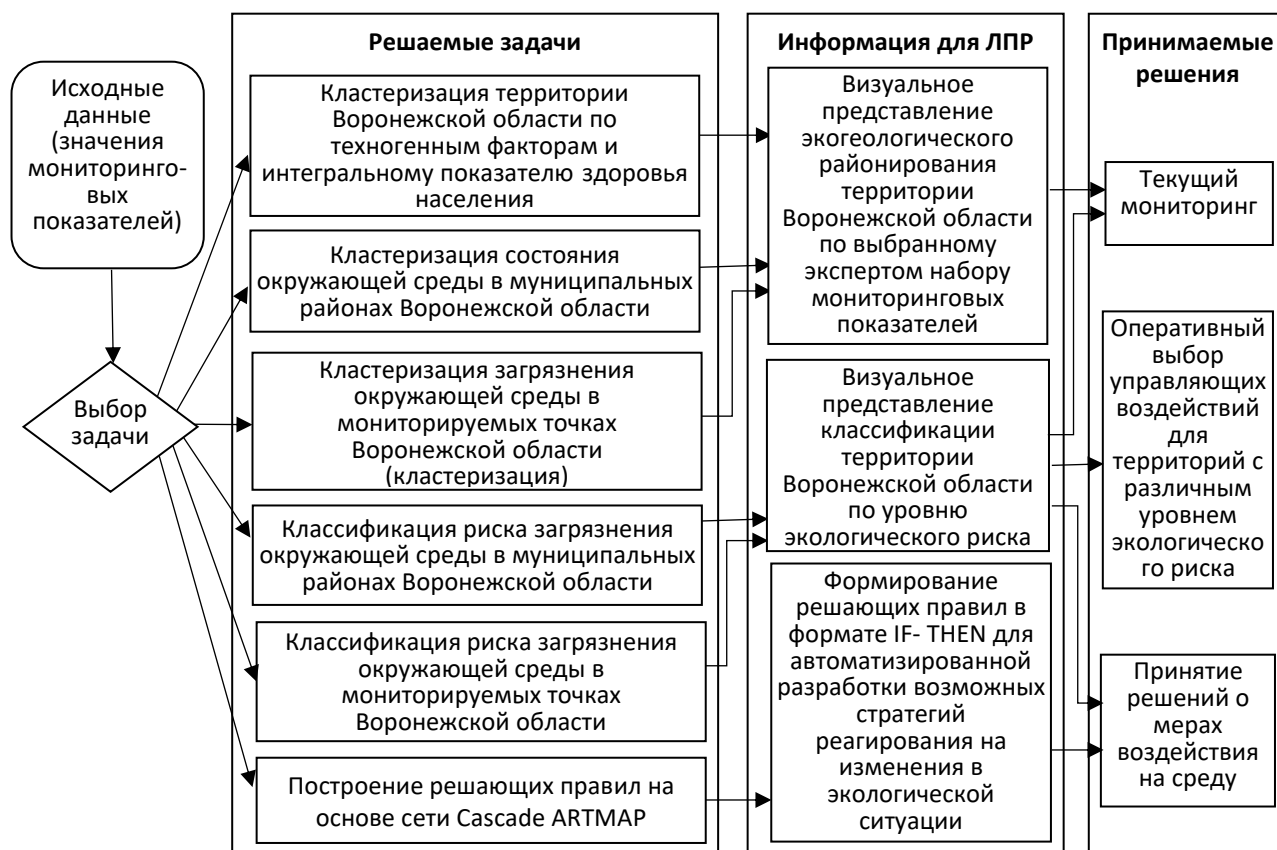 Исходные
данные
(значения
мониторинго-
вых
показателей)
Выбор
задачи
Решаемые задачи
Кластеризация территории
Воронежской области по
техногенным факторам и
интегральному показателю здоровья
населения
Кластеризация состояния
окружающей среды в муниципальных
районах Воронежской области
Кластеризация загрязнения
окружающей среды в
мониторируемых точках
Воронежской области
(кластеризация)
Классификация риска загрязнения
окружающей среды в муниципальных
районах Воронежской области
Классификация риска загрязнения
окружающей среды в
мониторируемых точках
Воронежской области
Построение решающих правил на
основе сети Cascade ARTMAP
Информация для ЛПР
Визуальное
представление
экогеологического
районирования
территории
Воронежской области
по выбранному
экспертом набору
мониторинговых
показателей
Визуальное
представление
классификации
территории
Воронежской области
по уровню
экологического риска
Формирование
решающих правил в
формате IF- THEN для
автоматизированной
разработки возможных
стратегий
реагирования на
изменения в
экологической
ситуации
Принимаемые
решения
Текущий
мониторинг
Оперативный
выбор
управляющих
воздействий
для
территорий с
различным
уровнем
экологическо
го риска
Принятие
решений о
мерах
воздействия
на среду